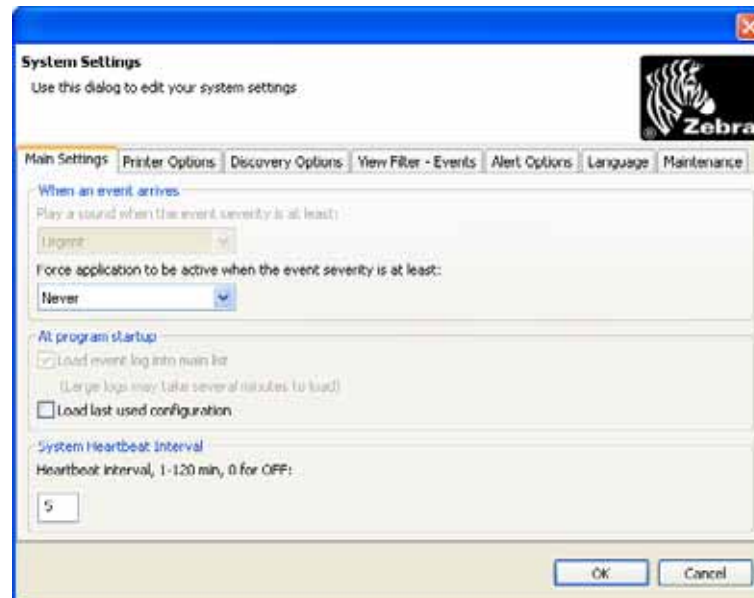 System Settings
Use this dialog to edit your system settings
® Zebra
Main Settings Printer Options Discovery Options View Filter - Events Alert Options Language Maintenance
When an event arrives
Play a sound when the event severity is at least:
Urgent
Force application to be active when the event severity is at least:
Never
At program startup
Load event log into main list
(Large logs may take several minutes to load)
Load last used configuration
System Heartbeat Interval
Heartbeat interval, 1-120 min, 0 for OFF:
5
OK Cancel